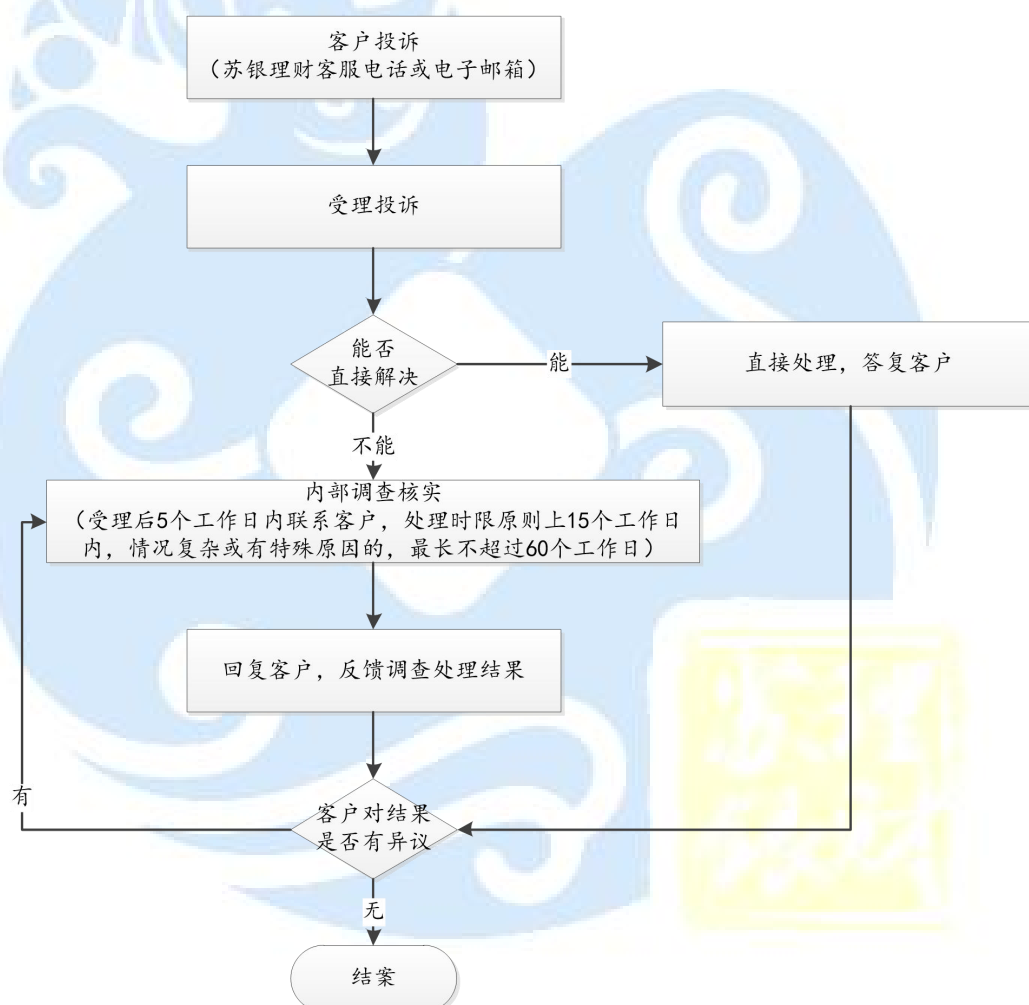 客户投诉
（苏银理财客服电话或电子邮箱）
受理投诉
能否
直接解决
能
直接处理，答复客户
不能
内部调查核实
（受理后5个工作日内联系客户，处理时限原则上15个工作日
内，情况复杂或有特殊原因的，最长不超过60个工作日）
回复客户，反馈调查处理结果
有
客户对结果
是否有异议
无
结案